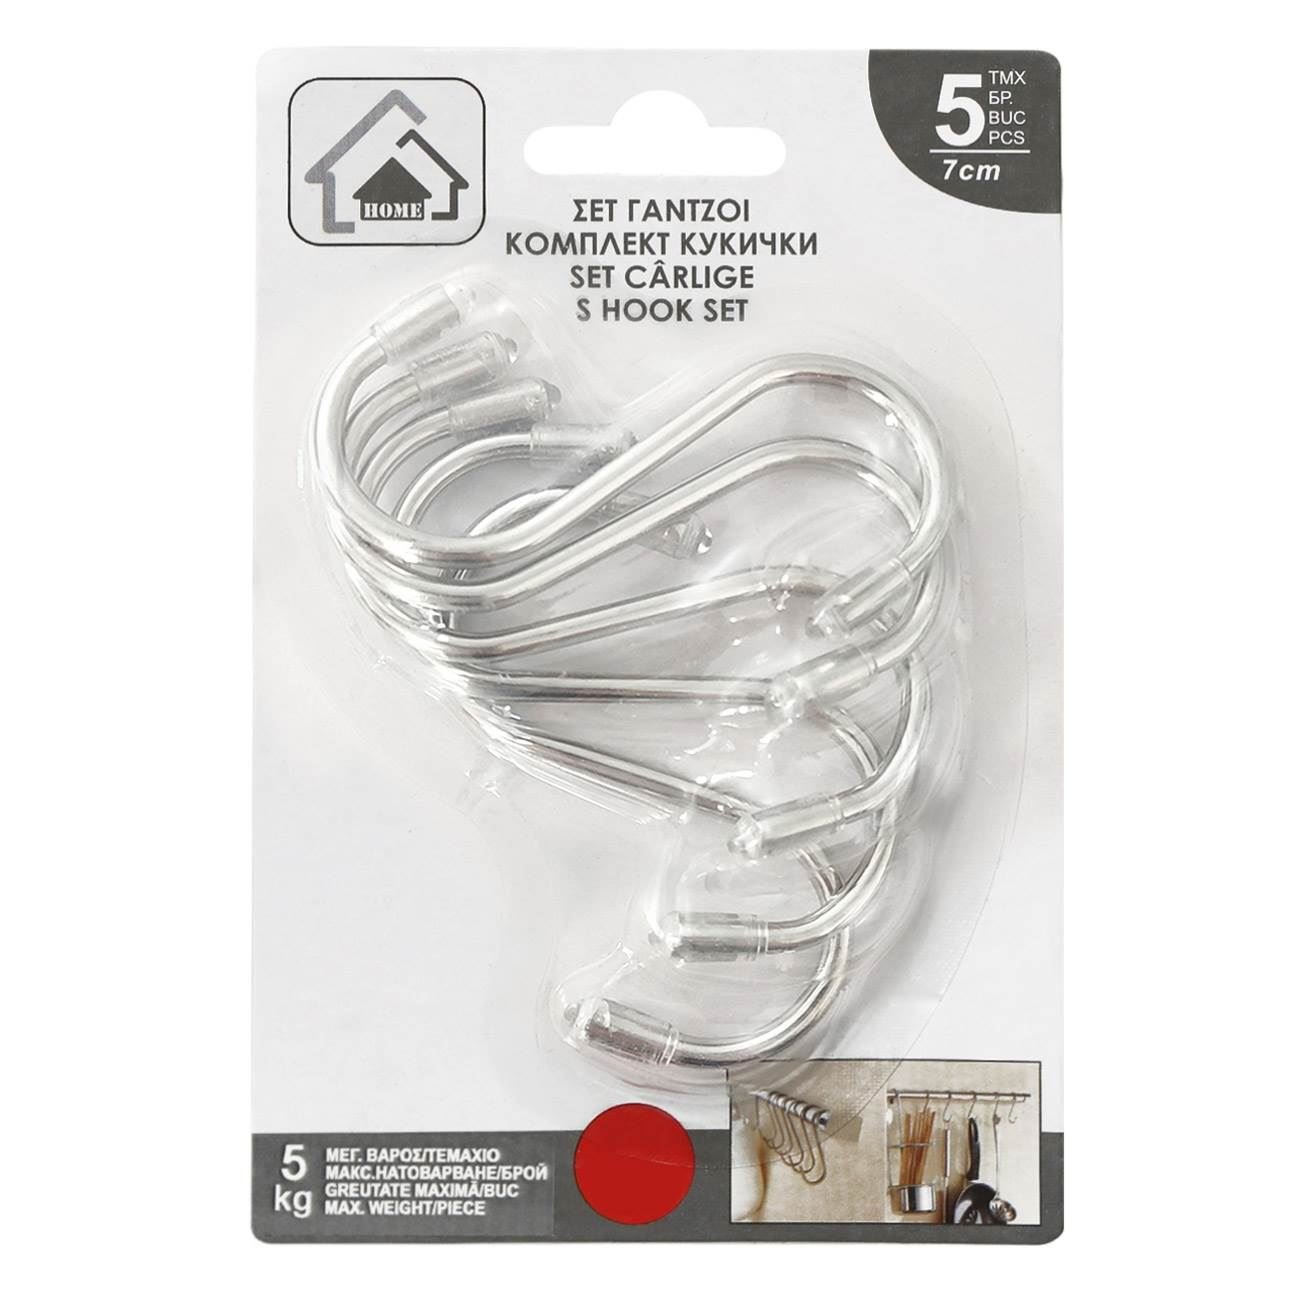 HOME
5
ΤΜΧ
БР.
BUC
PCS
7cm
ΣΕΤ ΓΑΝΤΖΟΙ
КОМПЛЕКТ КУКИЧКИ
SET CÂRLIGE
S HOOK SET
5
kg
ΜΕΓ. ΒΑΡΟΣ/ΤΕΜΑΧΙΟ
МАКС.НАТОВАРВАНЕ/БРОЙ
GREUTATE MAXIMĂ/BUC
MAX. WEIGHT/PIECE